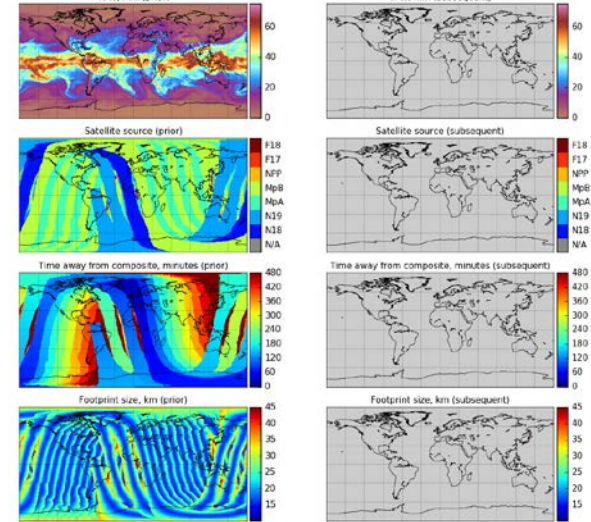 60
40
20
0
60
40
20
0
Satellite source (prior)
F18
F17
NPP
MpB
MpA
N19
N18
N/A
Satellite source (subsequent)
F18
F17
NPP
MpB
MpA
N19
N18
N/A
Time away from composite, minutes (prior)
480
420
360
300
240
180
120
60
0
Time away from composite, minutes (subsequent)
480
420
360
300
240
180
120
60
0
Footprint size, km (prior)
45
40
35
30
25
20
15
Footprint size, km (subsequent)
45
40
35
30
25
20
15